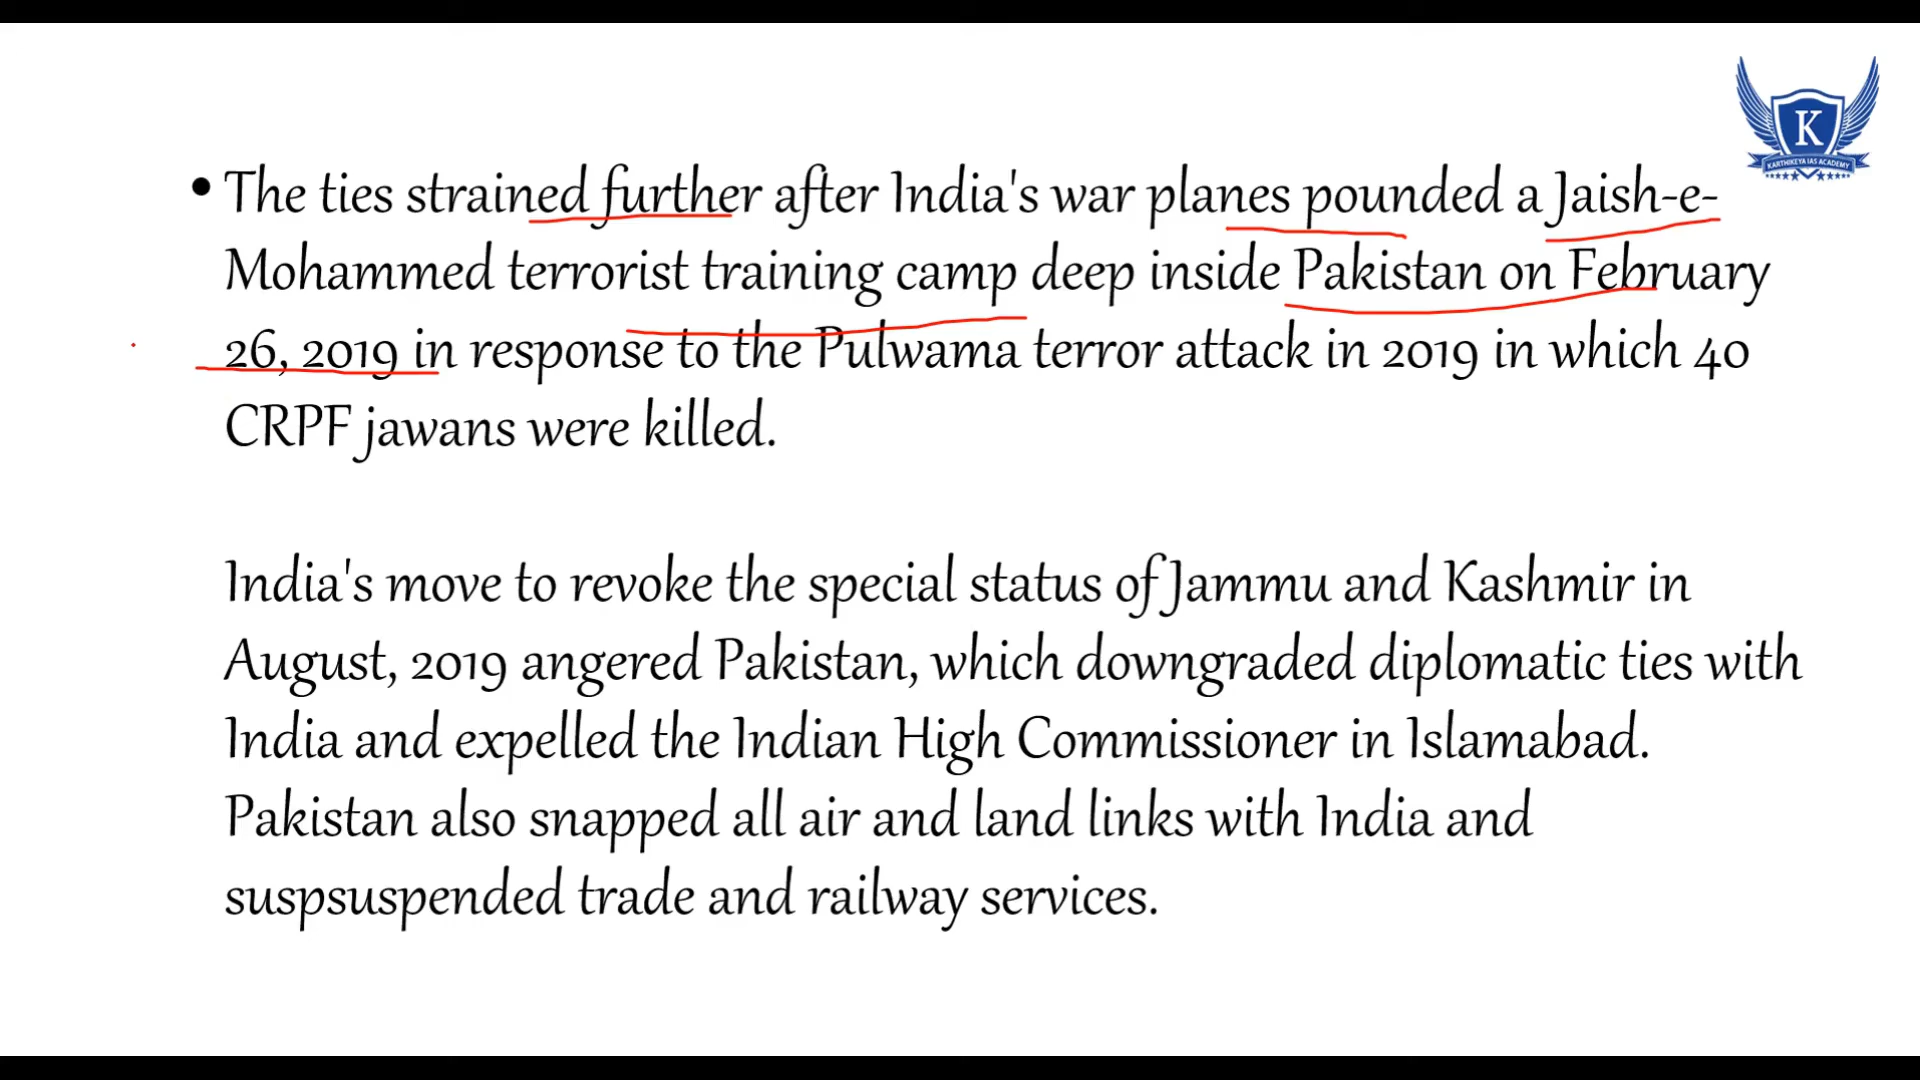 K
KARTHIKEYA IAS ACADEMY
• The ties strained further after India's war planes pounded a Jaish-e-
Mohammed terrorist training camp deep inside Pakistan on February
26, 2019 in response to the Pulwama terror attack in 2019 in which 40
CRPF jawans were killed.
India's move to revoke the special status of Jammu and Kashmir in
August, 2019 angered Pakistan, which downgraded diplomatic ties with
India and expelled the Indian High Commissioner in Islamabad.
Pakistan also snapped all air and land links with India and
suspsuspended trade and railway services.